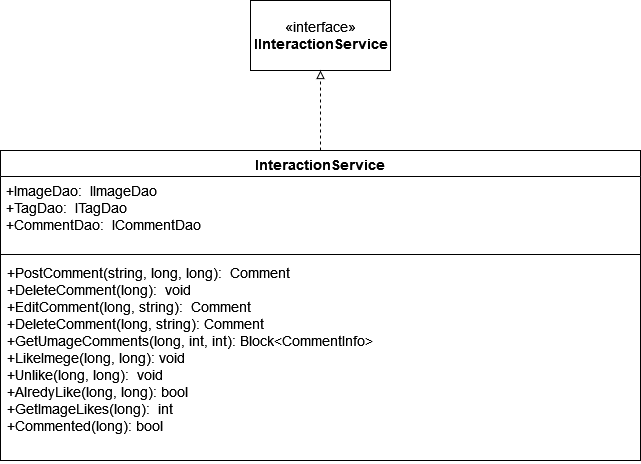 «interface»
IInteractionService
InteractionService
+ImageDao: IImageDao
+TagDao: ITagDao
+CommentDao: ICommentDao
+PostComment(string, long, long): Comment
+DeleteComment(long): void
+EditComment(long, string): Comment
+DeleteComment(long, string): Comment
+GetUmageComments(long, int, int): Block<CommentInfo>
+LikeImege(long, long): void
+Unlike(long, long): void
+AlredyLike(long, long): bool
+GetImageLikes(long): int
+Commented(long): bool